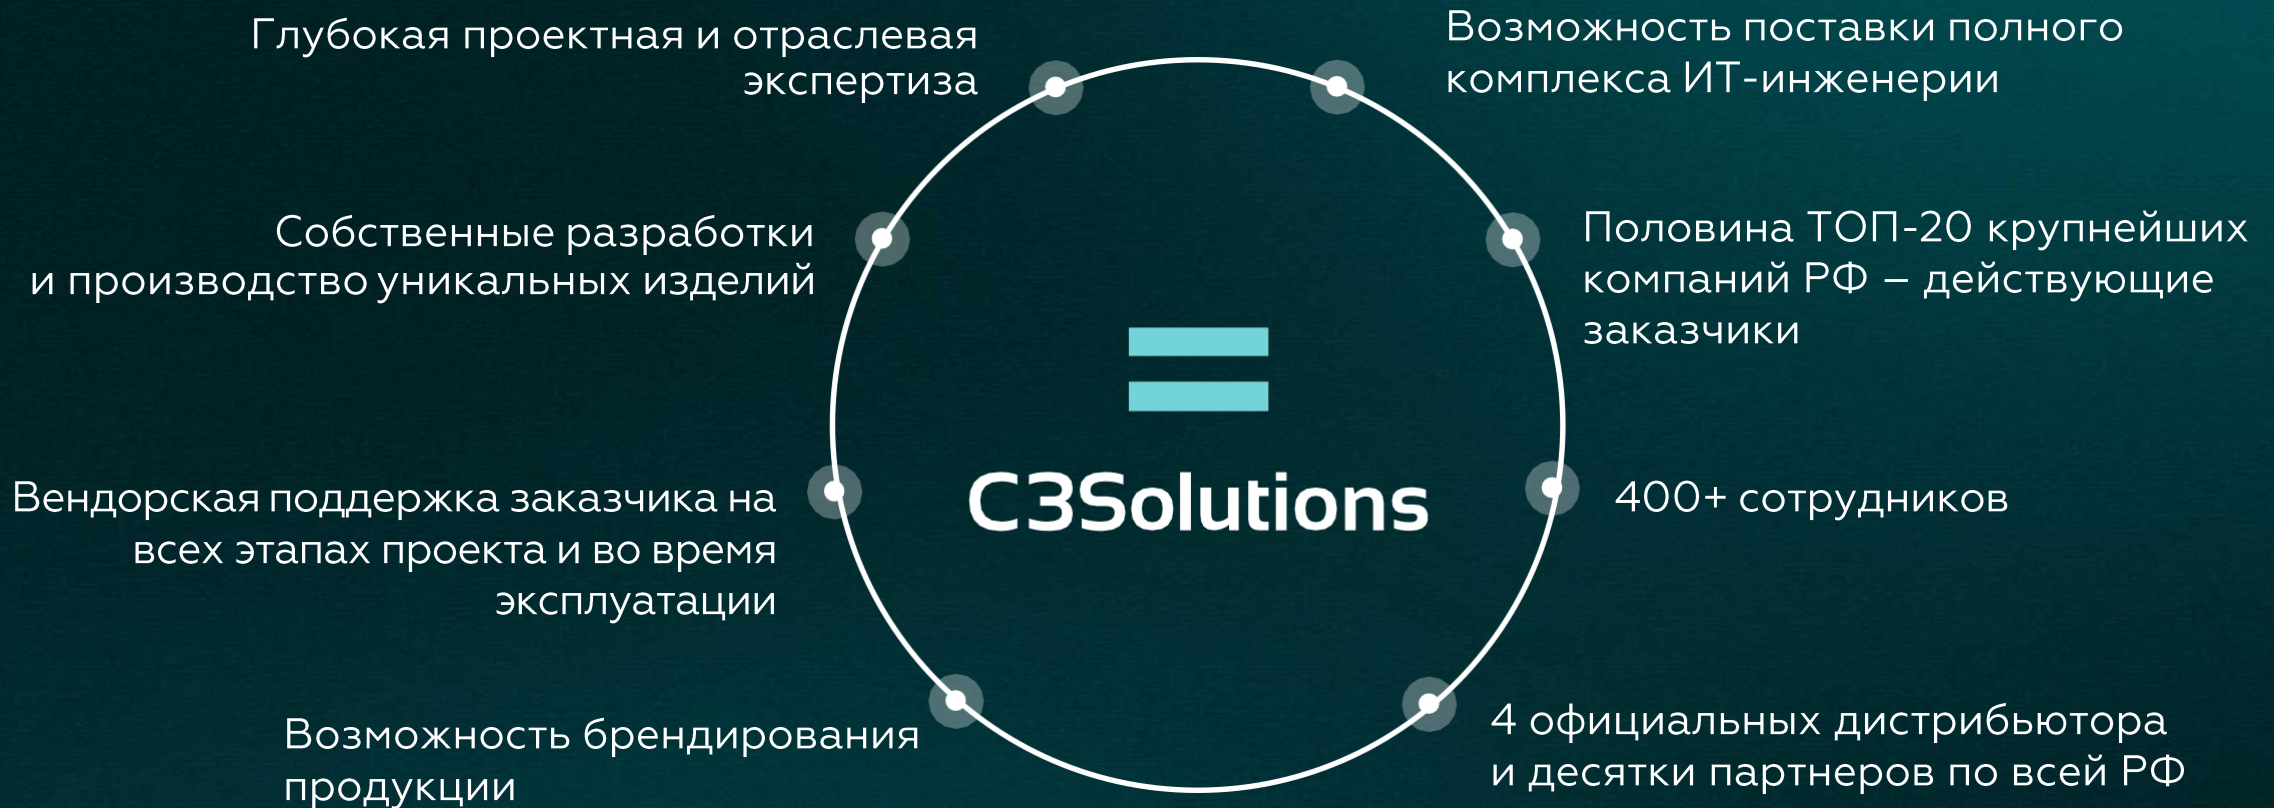 Глубокая проектная и отраслевая
экспертиза
Собственные разработки
и производство уникальных изделий
Вендорская поддержка заказчика на
всех этапах проекта и во время
эксплуатации
Возможность брендирования
продукции
C3Solutions
Возможность поставки полного
комплекса ИТ-инженерии
Половина ТОП-20 крупнейших
компаний РФ – действующие
заказчики
400+ сотрудников
4 официальных дистрибьютора
и десятки партнеров по всей РФ